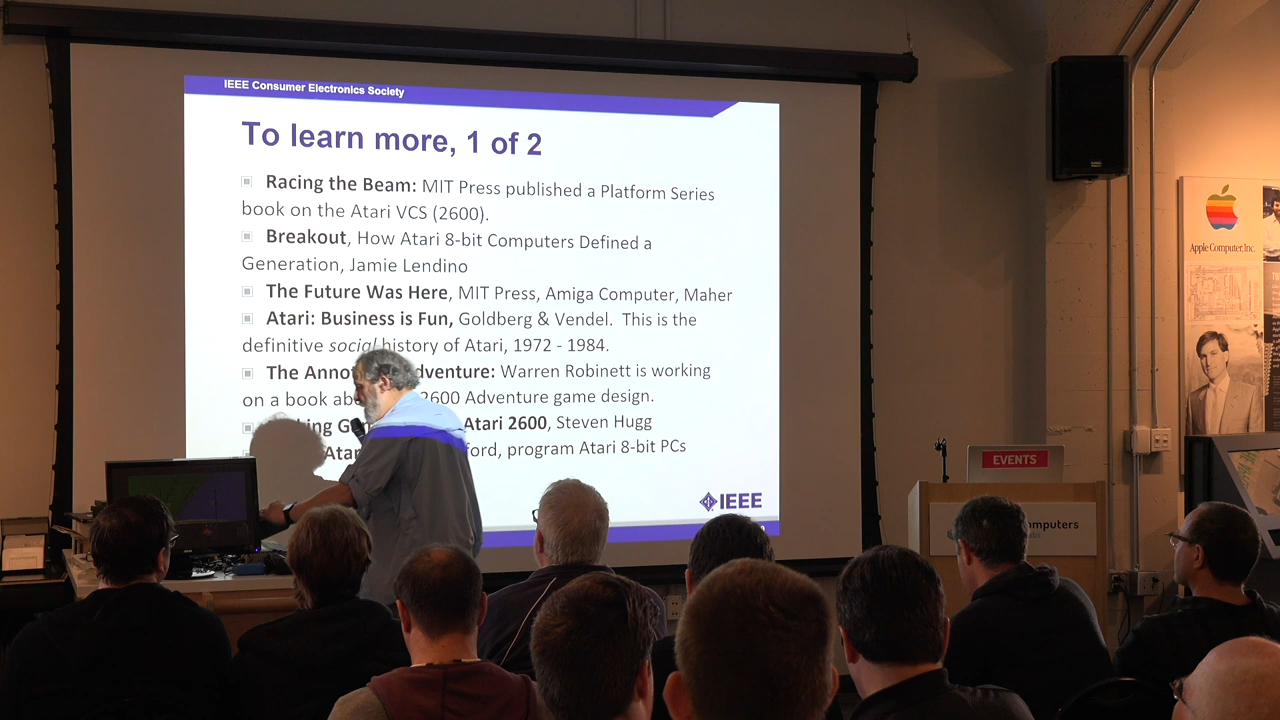 IEEE Consumer Electronics Society
To learn more, 1 of 2
Racing the Beam: MIT Press published a Platform Series
book on the Atari VCS (2600).
Breakout, How Atari 8-bit Computers Defined a
Generation, Jamie Lendino
The Future Was Here, MIT Press, Amiga Computer, Maher
Atari: Business is Fun, Goldberg & Vendel. This is the
definitive social history of Atari, 1972 - 1984.
The Anno dventure: Warren Robinett is working
on a book ab 2600 Adventure game design.
king G Atari 2600, Steven Hugg
Atar ford, program Atari 8-bit PCs
IEEE
Apple Computer, Inc.
EVENTS
omputers